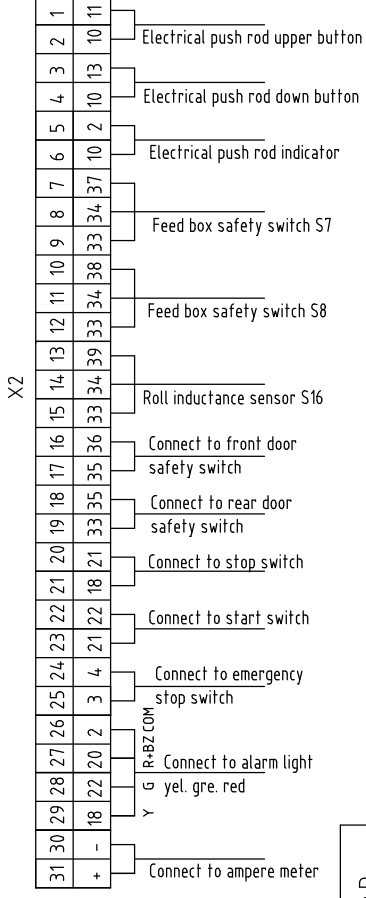 X2
1 11
2 10
Electrical push rod upper button
3 13
4 10
Electrical push rod down button
5 2
6 10
Electrical push rod indicator
7 37
8 34
9 33
Feed box safety switch S7
10 38
11 34
12 33
Feed box safety switch S8
13 39
14 34
15 33
Roll inductance sensor S16
16 36
17 35
Connect to front door
safety switch
18 35
19 33
Connect to rear door
safety switch
20 21
21 18
Connect to stop switch
22 22
23 21
Connect to start switch
24 4
25 3
Connect to emergency
stop switch
26 2
27 20
28 22
29 18
Y G R+BZ COM
Connect to alarm light
yel. gre. red
30 -
31 +
Connect to ampere meter